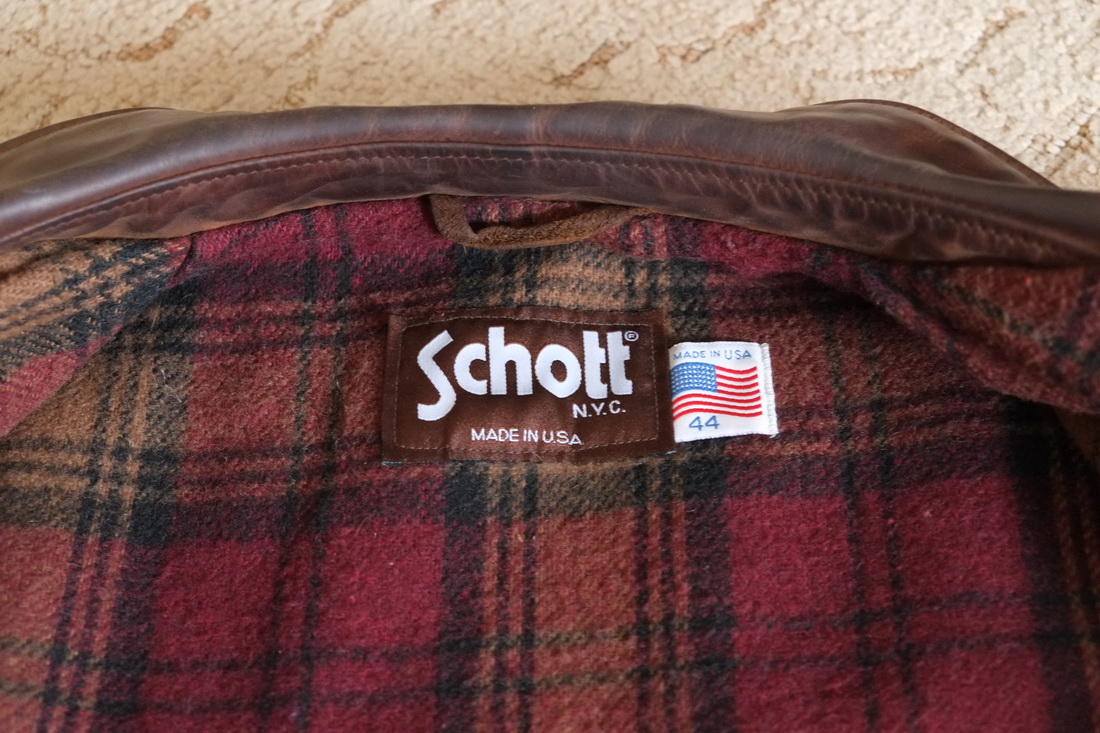 Schott®
N.Y.C.
MADE IN U.S.A.
MADE IN USA
44